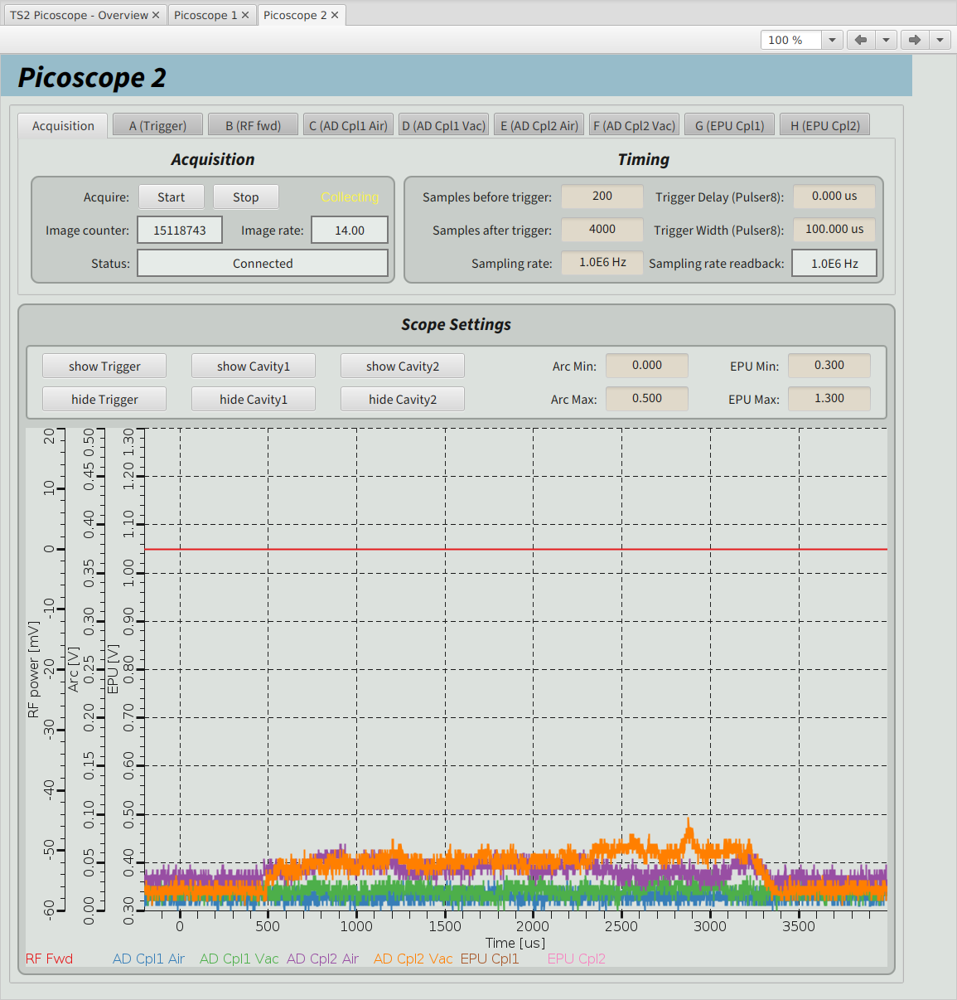 TS2 Picoscope - Overview ✕ Picoscope 1 ✕ Picoscope 2 ✕
100 %
Picoscope 2
Acquisition A (Trigger) B (RF fwd) C (AD Cpl1 Air) D (AD Cpl1 Vac) E (AD Cpl2 Air) F (AD Cpl2 Vac) G (EPU Cpl1) H (EPU Cpl2)
Acquisition
Acquire: Start Stop Collecting
Image counter: 15118743 Image rate: 14.00
Status: Connected
Timing
Samples before trigger: 200 Trigger Delay (Pulser8): 0.000 us
Samples after trigger: 4000 Trigger Width (Pulser8): 100.000 us
Sampling rate: 1.0E6 Hz Sampling rate readback: 1.0E6 Hz
Scope Settings
show Trigger show Cavity1 show Cavity2 Arc Min: 0.000 EPU Min: 0.300
hide Trigger hide Cavity1 hide Cavity2 Arc Max: 0.500 EPU Max: 1.300
RF power [mV]
20 10 0 -10 -20 -30 -40 -50 -60
Arc [V]
0.50 0.45 0.40 0.35 0.30 0.25 0.20 0.15 0.10 0.05 0.00
EPU [V]
1.30 1.20 1.10 1.00 0.90 0.80 0.70 0.60 0.50 0.40 0.30
0 500 1000 1500 2000 2500 3000 3500
Time [us]
RF Fwd AD Cpl1 Air AD Cpl1 Vac AD Cpl2 Air AD Cpl2 Vac EPU Cpl1 EPU Cpl2